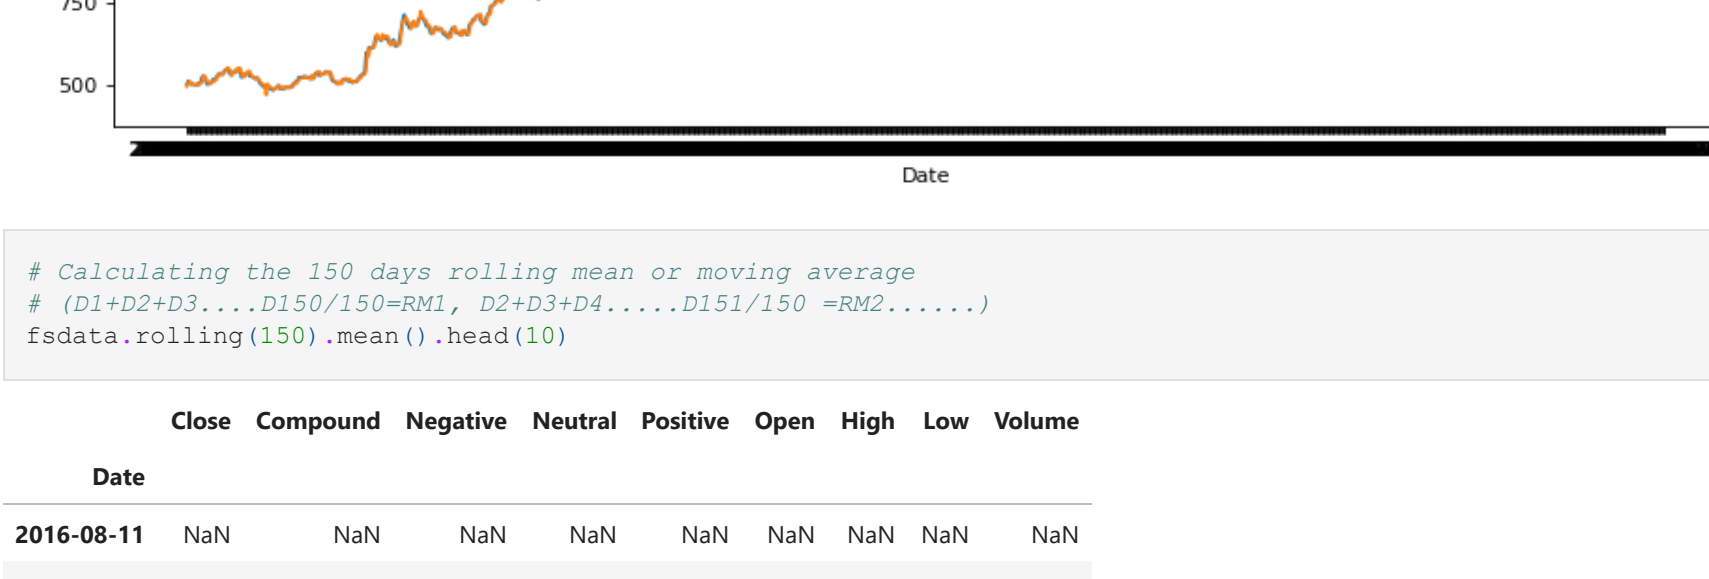 750
500
Date
# Calculating the 150 days rolling mean or moving average
# (D1+D2+D3....D150/150=RM1, D2+D3+D4.....D151/150 =RM2......)
fsdata.rolling(150).mean().head(10)
Close Compound Negative Neutral Positive Open High Low Volume
Date
2016-08-11 NaN NaN NaN NaN NaN NaN NaN NaN NaN